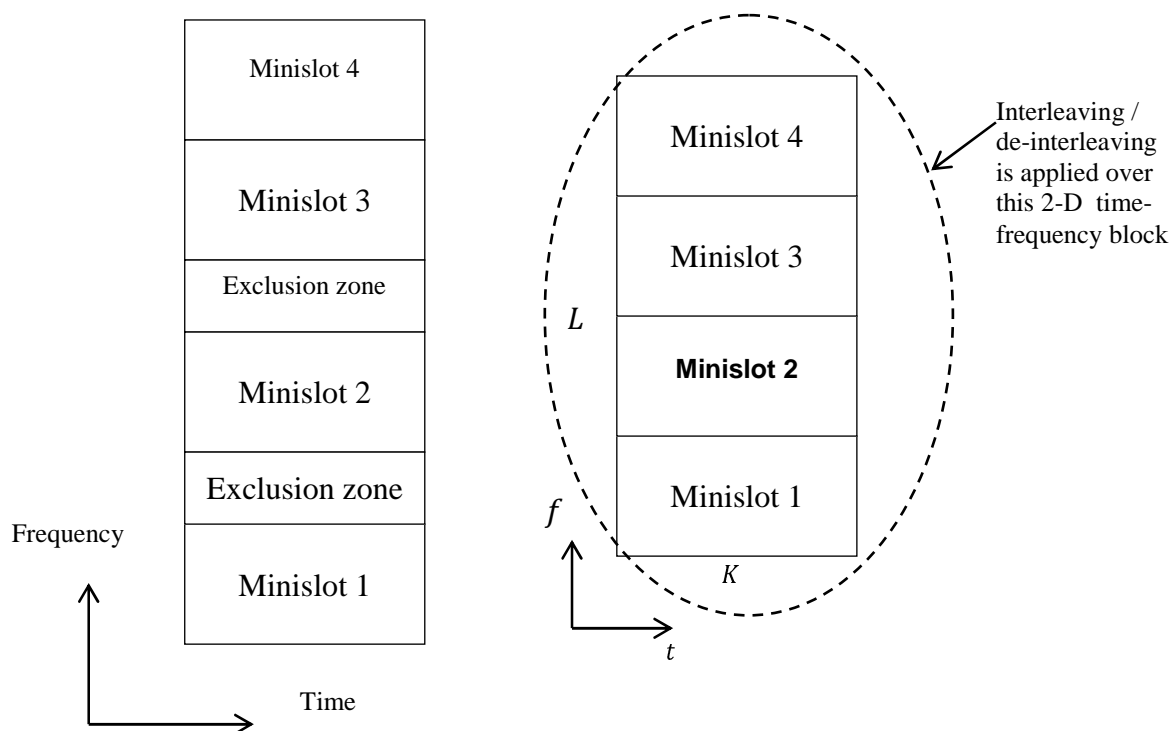 Minislot 4
Minislot 3
Exclusion zone
Minislot 2
Exclusion zone
Minislot 1
Frequency
Time
Minislot 4
Minislot 3
L
Minislot 2
Minislot 1
f
K
t
Interleaving /
de-interleaving
is applied over
this 2-D time-
frequency block